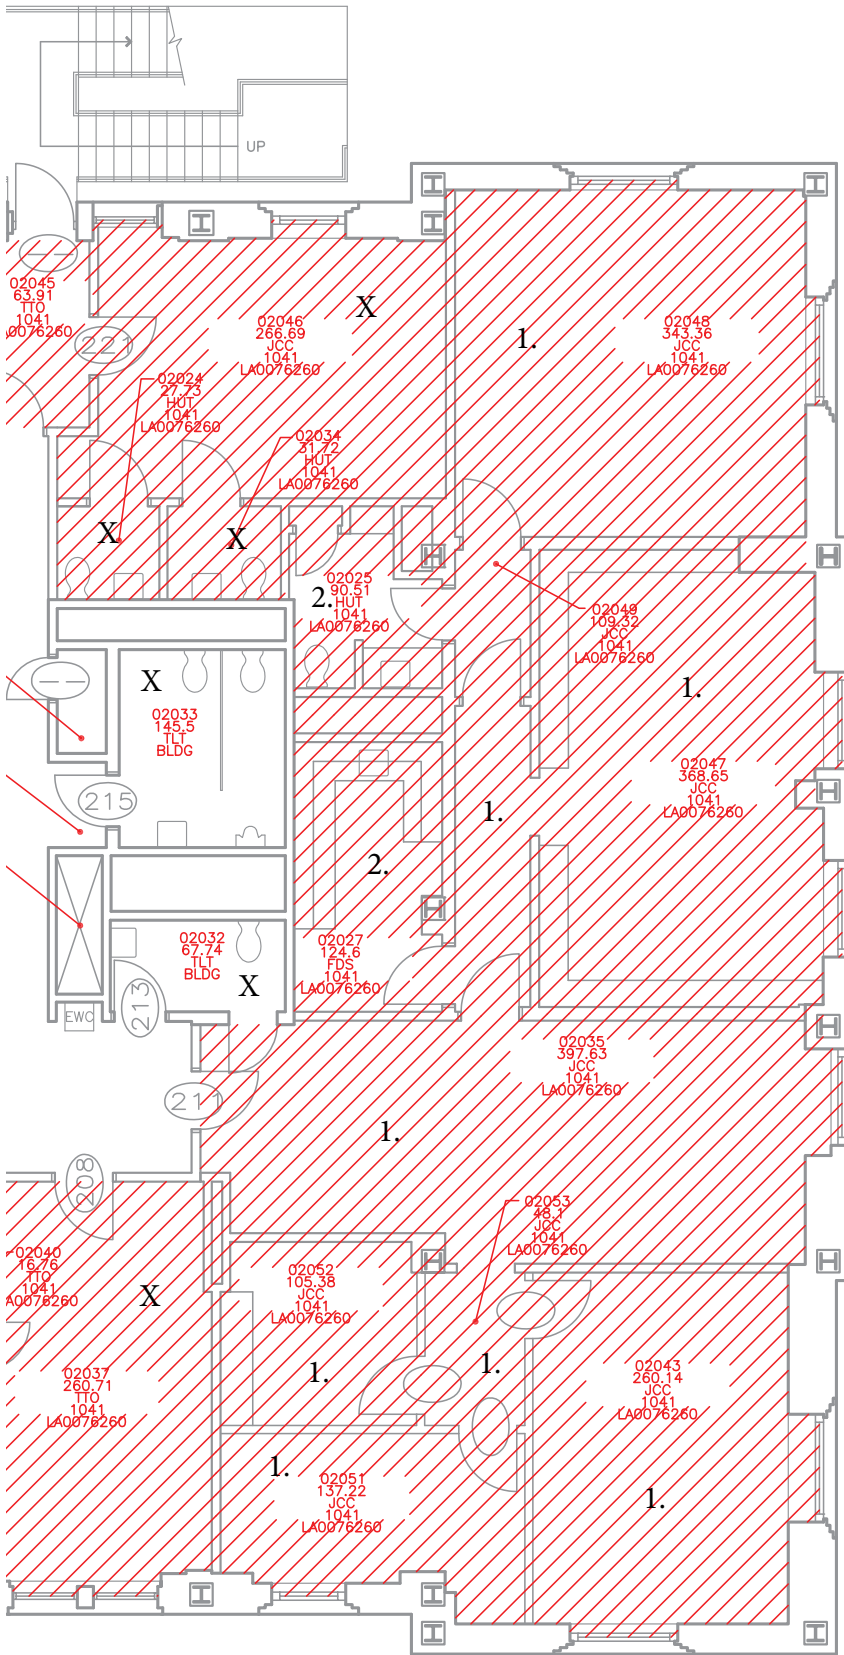 UP
02045
63.91
TTO
1041
A0076260
X
02046
266.69
JCC
1041
LA0076260
1.
02048
343.36
JCC
1041
LA0076260
221
02024
27.73
HUT
1041
LA0076260
02034
31.72
HUT
1041
LA0076260
X
X
02025
90.51
HUT
1041
LA0076260
2.
02049
109.32
JCC
1041
LA0076260
X
1.
02033
145.5
TLT
BLDG
02047
368.65
JCC
1041
LA0076260
215
1.
2.
02032
67.74
TLT
BLDG
02027
124.6
FDS
1041
LA0076260
X
213
EWC
02035
397.63
JCC
1041
LA0076260
211
1.
208
02053
48.1
JCC
1041
LA0076260
02040
16.76
TTO
1041
A0076260
X
02052
105.38
JCC
1041
LA0076260
1.
1.
02037
260.71
TTO
1041
LA0076260
02043
260.14
JCC
1041
LA0076260
1.
02051
137.22
JCC
1041
LA0076260
1.